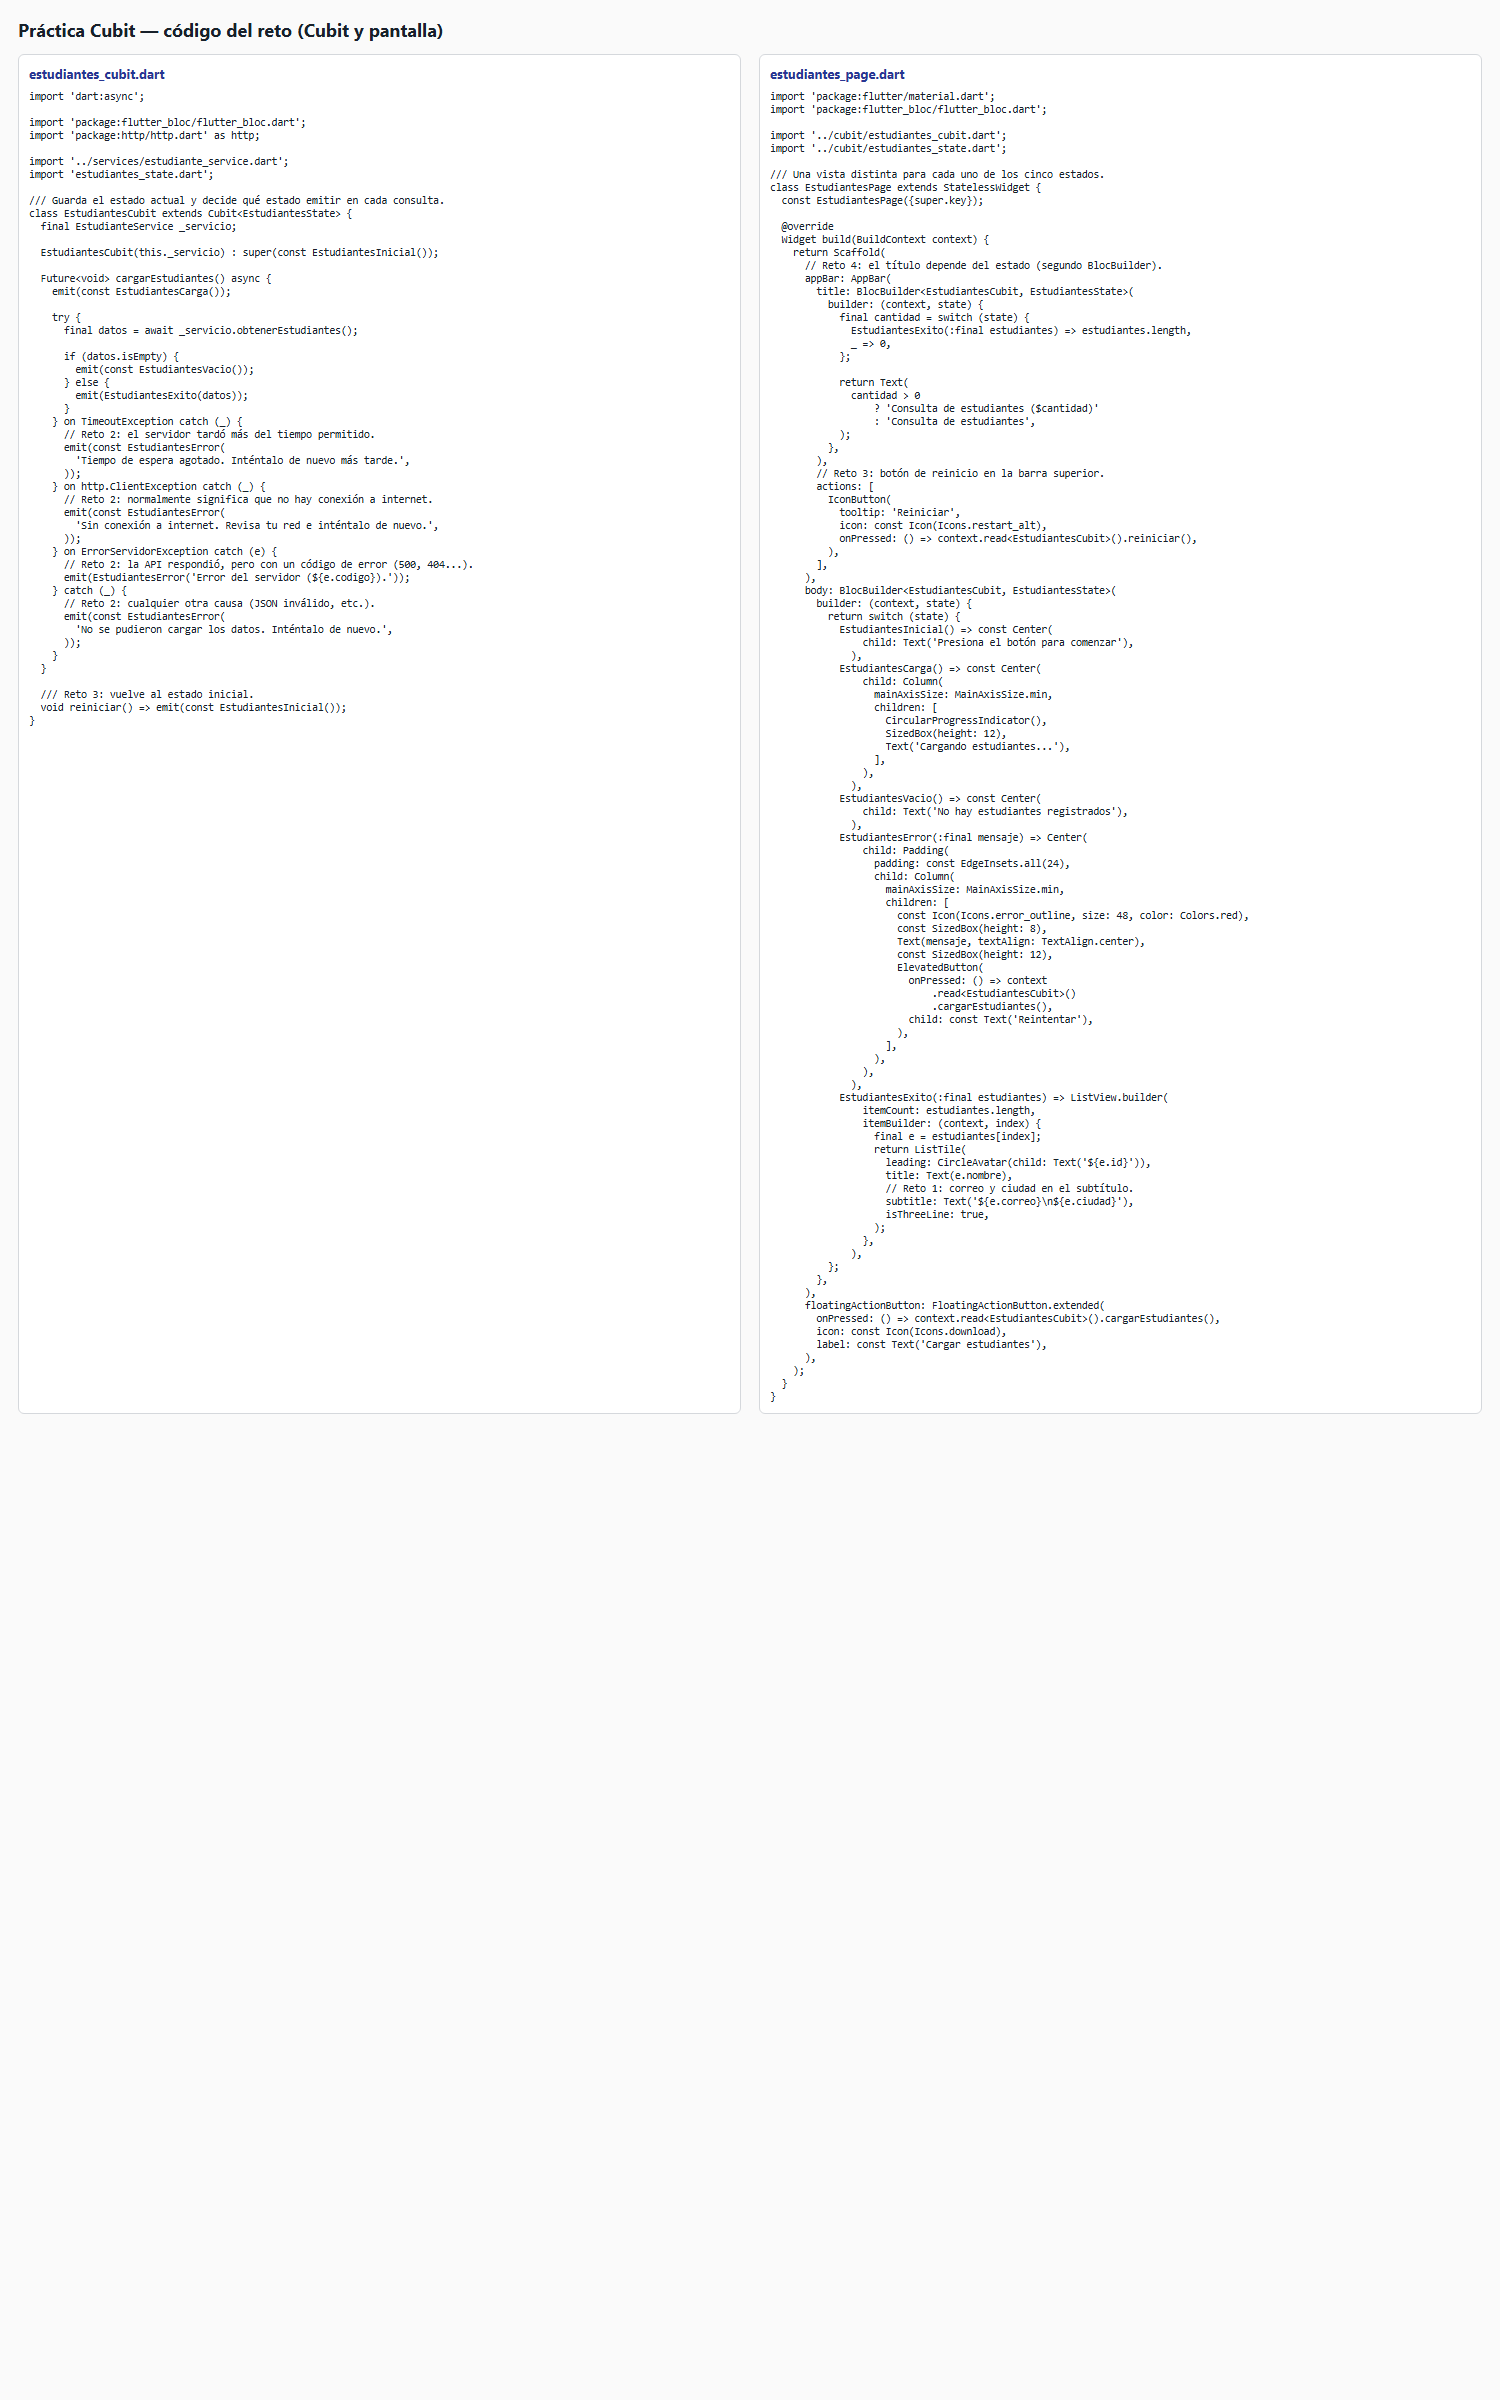 Práctica Cubit — código del reto (Cubit y pantalla)
estudiantes_cubit.dart
import 'dart:async';

import 'package:flutter_bloc/flutter_bloc.dart';
import 'package:http/http.dart' as http;

import '../services/estudiante_service.dart';
import 'estudiantes_state.dart';

/// Guarda el estado actual y decide qué estado emitir en cada consulta.
class EstudiantesCubit extends Cubit<EstudiantesState> {
  final EstudianteService _servicio;

  EstudiantesCubit(this._servicio) : super(const EstudiantesInicial());

  Future<void> cargarEstudiantes() async {
    emit(const EstudiantesCarga());

    try {
      final datos = await _servicio.obtenerEstudiantes();

      if (datos.isEmpty) {
        emit(const EstudiantesVacio());
      } else {
        emit(EstudiantesExito(datos));
      }
    } on TimeoutException catch (_) {
      // Reto 2: el servidor tardó más del tiempo permitido.
      emit(const EstudiantesError(
        'Tiempo de espera agotado. Inténtalo de nuevo más tarde.',
      ));
    } on http.ClientException catch (_) {
      // Reto 2: normalmente significa que no hay conexión a internet.
      emit(const EstudiantesError(
        'Sin conexión a internet. Revisa tu red e inténtalo de nuevo.',
      ));
    } on ErrorServidorException catch (e) {
      // Reto 2: la API respondió, pero con un código de error (500, 404...).
      emit(EstudiantesError('Error del servidor (${e.codigo}).'));
    } catch (_) {
      // Reto 2: cualquier otra causa (JSON inválido, etc.).
      emit(const EstudiantesError(
        'No se pudieron cargar los datos. Inténtalo de nuevo.',
      ));
    }
  }

  /// Reto 3: vuelve al estado inicial.
  void reiniciar() => emit(const EstudiantesInicial());
}
estudiantes_page.dart
import 'package:flutter/material.dart';
import 'package:flutter_bloc/flutter_bloc.dart';

import '../cubit/estudiantes_cubit.dart';
import '../cubit/estudiantes_state.dart';

/// Una vista distinta para cada uno de los cinco estados.
class EstudiantesPage extends StatelessWidget {
  const EstudiantesPage({super.key});

  @override
  Widget build(BuildContext context) {
    return Scaffold(
      // Reto 4: el título depende del estado (segundo BlocBuilder).
      appBar: AppBar(
        title: BlocBuilder<EstudiantesCubit, EstudiantesState>(
          builder: (context, state) {
            final cantidad = switch (state) {
              EstudiantesExito(:final estudiantes) => estudiantes.length,
              _ => 0,
            };

            return Text(
              cantidad > 0
                  ? 'Consulta de estudiantes ($cantidad)'
                  : 'Consulta de estudiantes',
            );
          },
        ),
        // Reto 3: botón de reinicio en la barra superior.
        actions: [
          IconButton(
            tooltip: 'Reiniciar',
            icon: const Icon(Icons.restart_alt),
            onPressed: () => context.read<EstudiantesCubit>().reiniciar(),
          ),
        ],
      ),
      body: BlocBuilder<EstudiantesCubit, EstudiantesState>(
        builder: (context, state) {
          return switch (state) {
            EstudiantesInicial() => const Center(
                child: Text('Presiona el botón para comenzar'),
              ),
            EstudiantesCarga() => const Center(
                child: Column(
                  mainAxisSize: MainAxisSize.min,
                  children: [
                    CircularProgressIndicator(),
                    SizedBox(height: 12),
                    Text('Cargando estudiantes...'),
                  ],
                ),
              ),
            EstudiantesVacio() => const Center(
                child: Text('No hay estudiantes registrados'),
              ),
            EstudiantesError(:final mensaje) => Center(
                child: Padding(
                  padding: const EdgeInsets.all(24),
                  child: Column(
                    mainAxisSize: MainAxisSize.min,
                    children: [
                      const Icon(Icons.error_outline, size: 48, color: Colors.red),
                      const SizedBox(height: 8),
                      Text(mensaje, textAlign: TextAlign.center),
                      const SizedBox(height: 12),
                      ElevatedButton(
                        onPressed: () => context
                            .read<EstudiantesCubit>()
                            .cargarEstudiantes(),
                        child: const Text('Reintentar'),
                      ),
                    ],
                  ),
                ),
              ),
            EstudiantesExito(:final estudiantes) => ListView.builder(
                itemCount: estudiantes.length,
                itemBuilder: (context, index) {
                  final e = estudiantes[index];
                  return ListTile(
                    leading: CircleAvatar(child: Text('${e.id}')),
                    title: Text(e.nombre),
                    // Reto 1: correo y ciudad en el subtítulo.
                    subtitle: Text('${e.correo}\n${e.ciudad}'),
                    isThreeLine: true,
                  );
                },
              ),
          };
        },
      ),
      floatingActionButton: FloatingActionButton.extended(
        onPressed: () => context.read<EstudiantesCubit>().cargarEstudiantes(),
        icon: const Icon(Icons.download),
        label: const Text('Cargar estudiantes'),
      ),
    );
  }
}